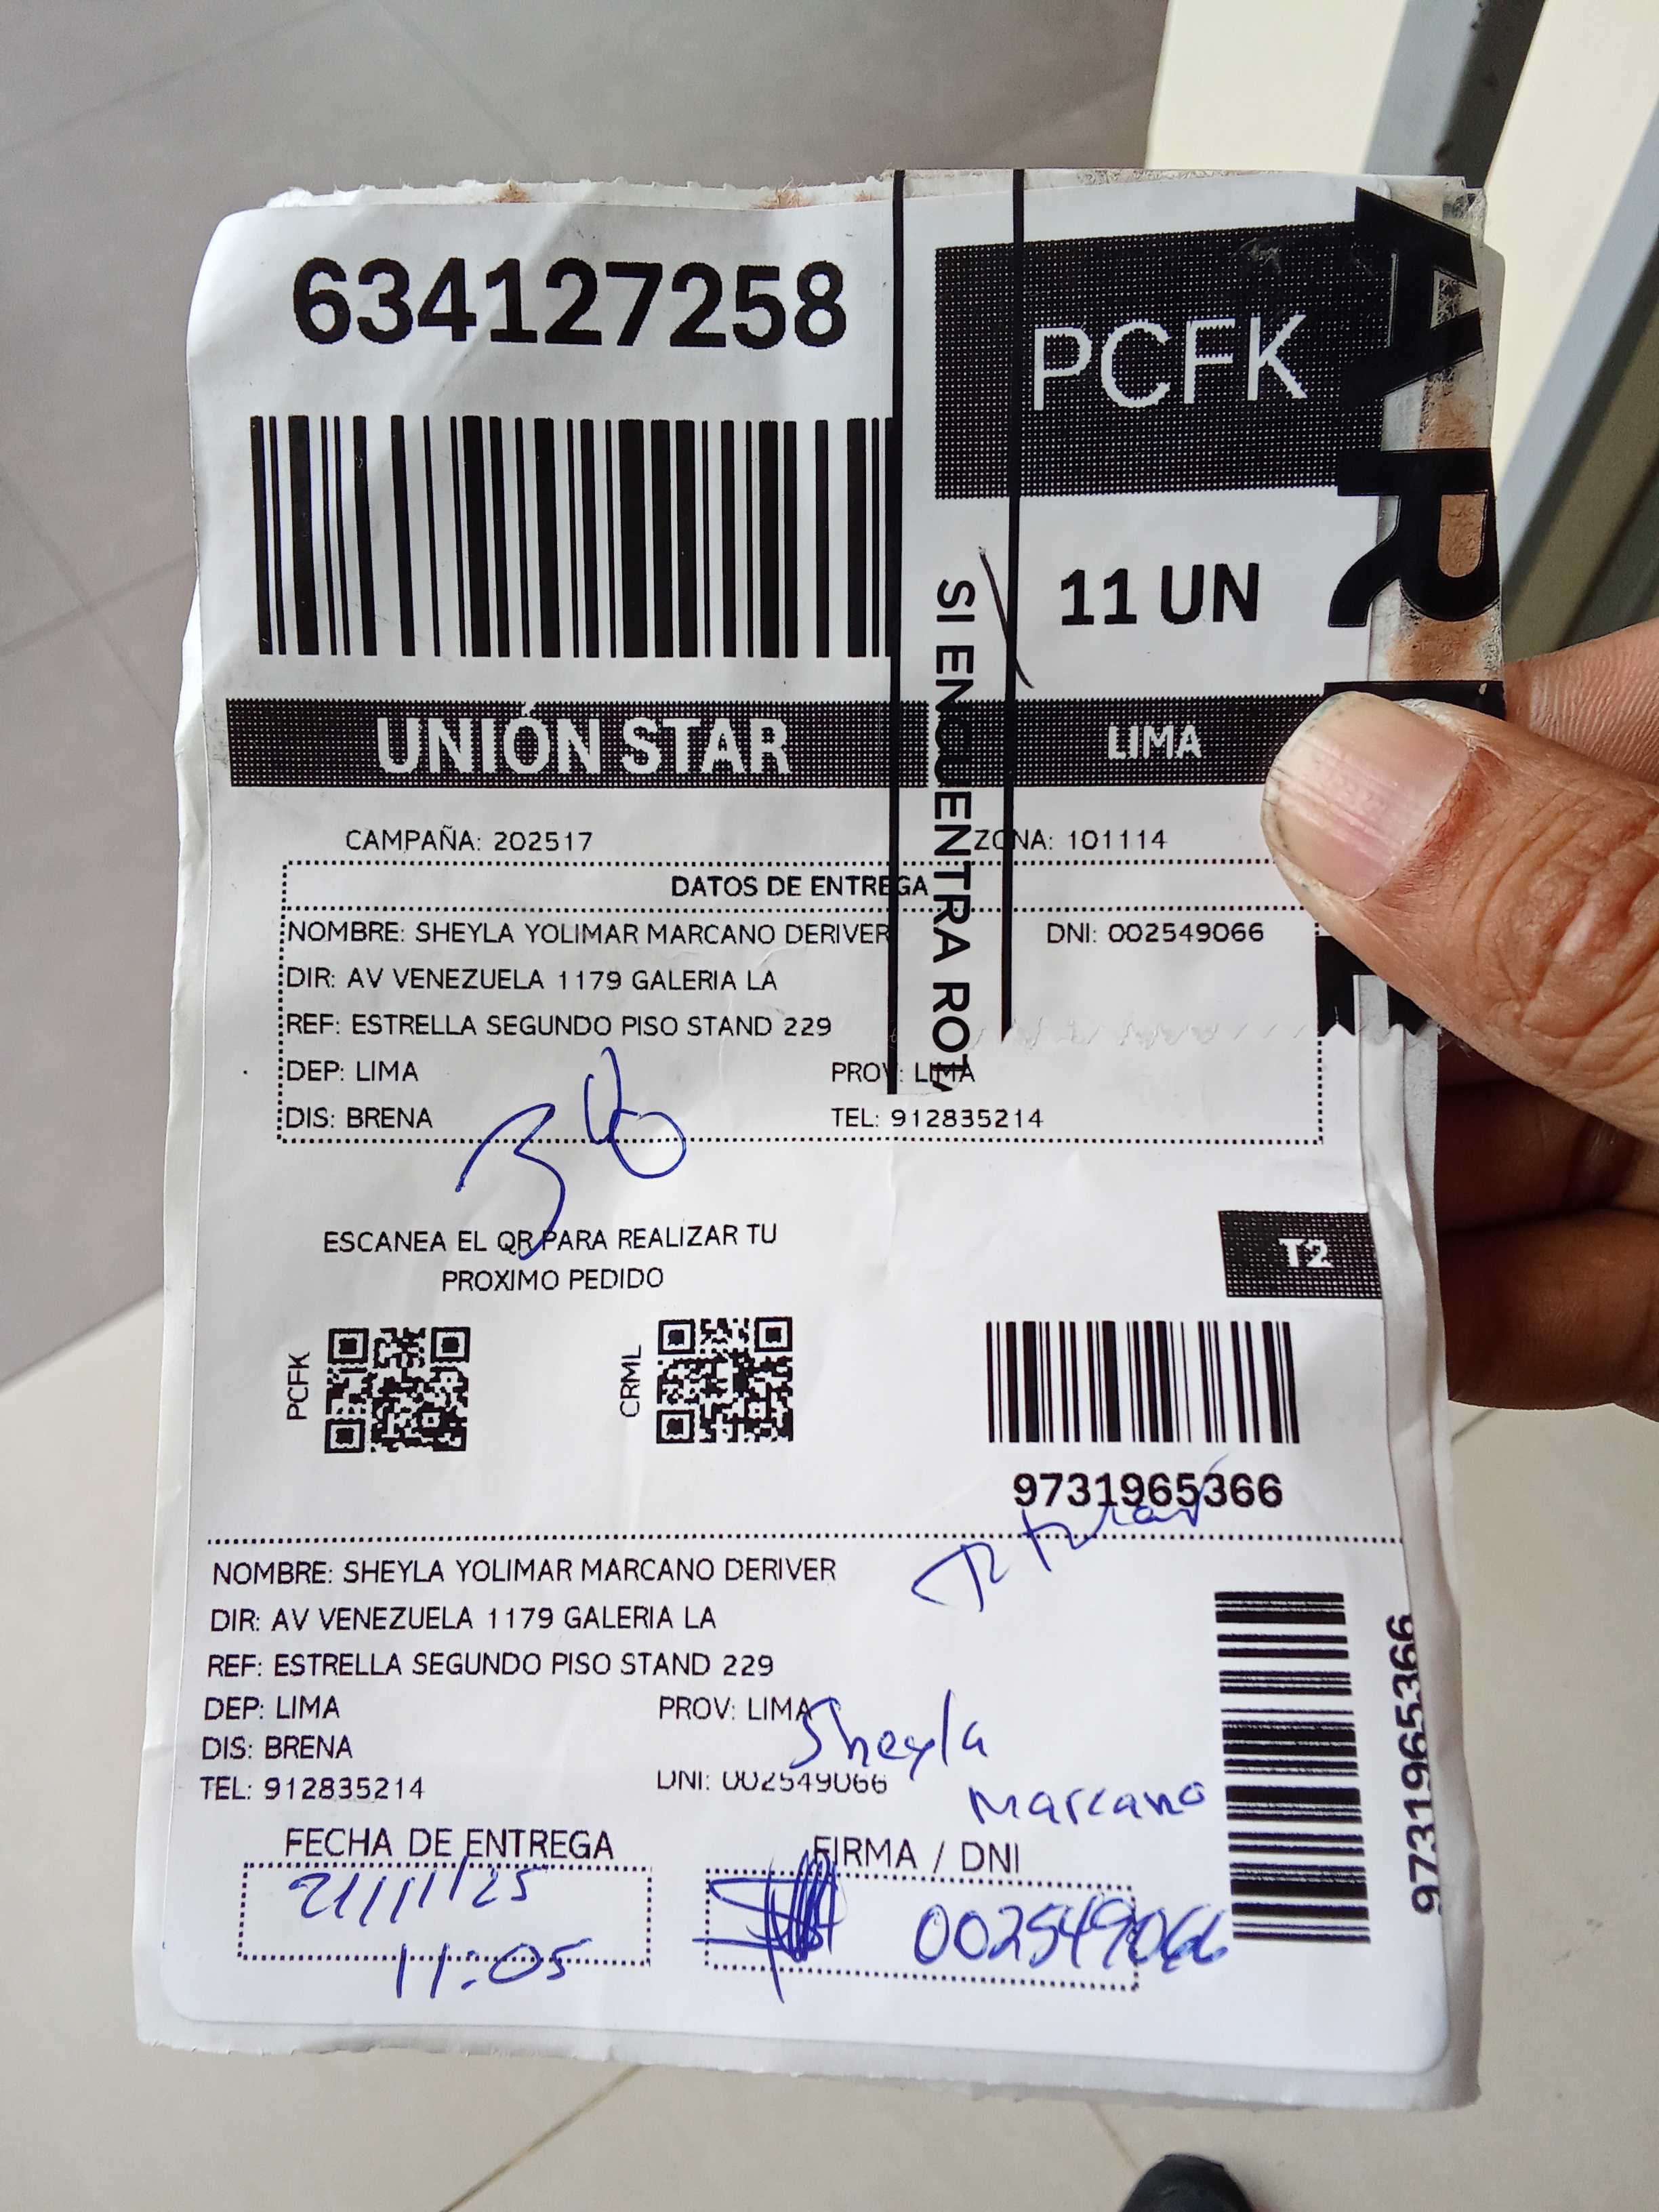 634127258
PCFK
11 UN
SI ENCUENTRA ROT
UNIÓN STAR
LIMA
CAMPAÑA: 202517
ZONA: 101114
DATOS DE ENTREGA
NOMBRE: SHEYLA YOLIMAR MARCANO DERIVER
DNI: 002549066
DIR: AV VENEZUELA 1179 GALERIA LA
REF: ESTRELLA SEGUNDO PISO STAND 229
DEP: LIMA
PROV: LIMA
DIS: BRENA
TEL: 912835214
ESCANEA EL QR PARA REALIZAR TU
PROXIMO PEDIDO
T2
PCFK
CRML
9731965366
NOMBRE: SHEYLA YOLIMAR MARCANO DERIVER
DIR: AV VENEZUELA 1179 GALERIA LA
REF: ESTRELLA SEGUNDO PISO STAND 229
DEP: LIMA
PROV: LIMA
DIS: BRENA
TEL: 912835214
DNI: 002549066
Sheyla
Marcano
9731965366
FECHA DE ENTREGA
21/11/25
11:05
FIRMA / DNI
002549066